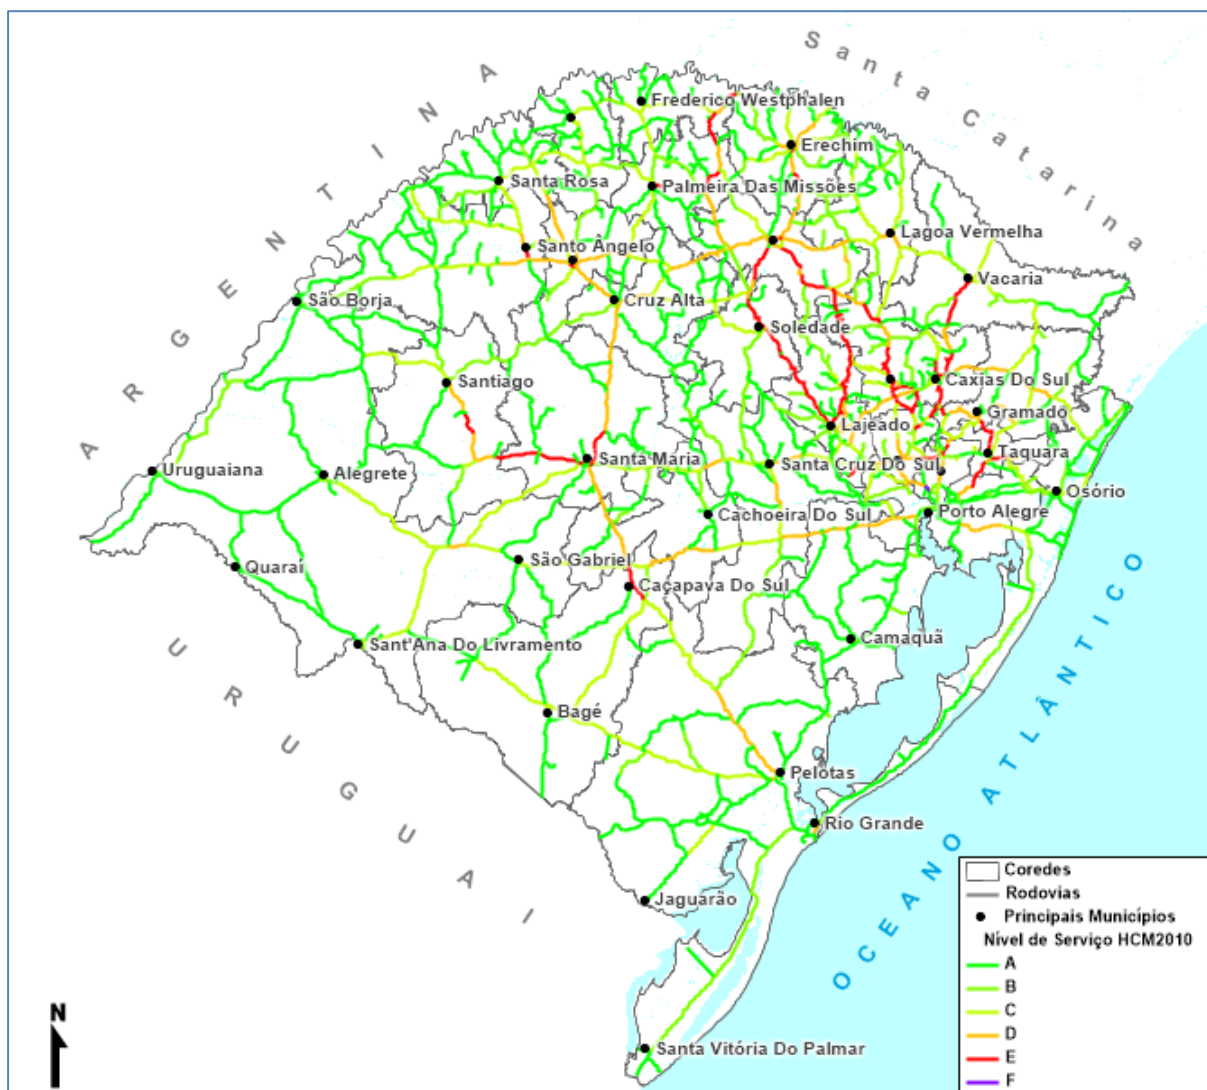 Santa Catarina
ARGENTINA
Frederico Westphalen
Erechim
Santa Rosa
Palmeira Das Missões
Lagoa Vermelha
Santo Ângelo
Vacaria
São Borja
Cruz Alta
Soledade
Santiago
Caxias Do Sul
Gramado
Lajeado
Taquara
Uruguaiana
Alegrete
Santa Maria
Santa Cruz Do Sul
Osório
Cachoeira Do Sul
Porto Alegre
Quaraí
São Gabriel
Caçapava Do Sul
Camaquã
Sant'Ana Do Livramento
URUGUAI
Bagé
Pelotas
Rio Grande
OCEANO ATLÂNTICO
Jaguarão
Santa Vitória Do Palmar
N
Coredes
Rodovias
Principais Municípios
Nível de Serviço HCM2010
A
B
C
D
E
F